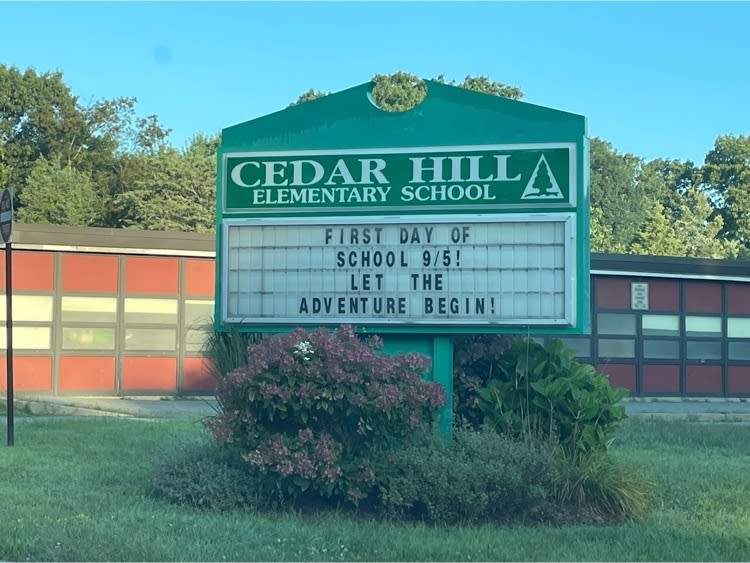 CEDAR HILL
ELEMENTARY SCHOOL
FIRST DAY OF
SCHOOL 9/5!
LET THE
ADVENTURE BEGIN!